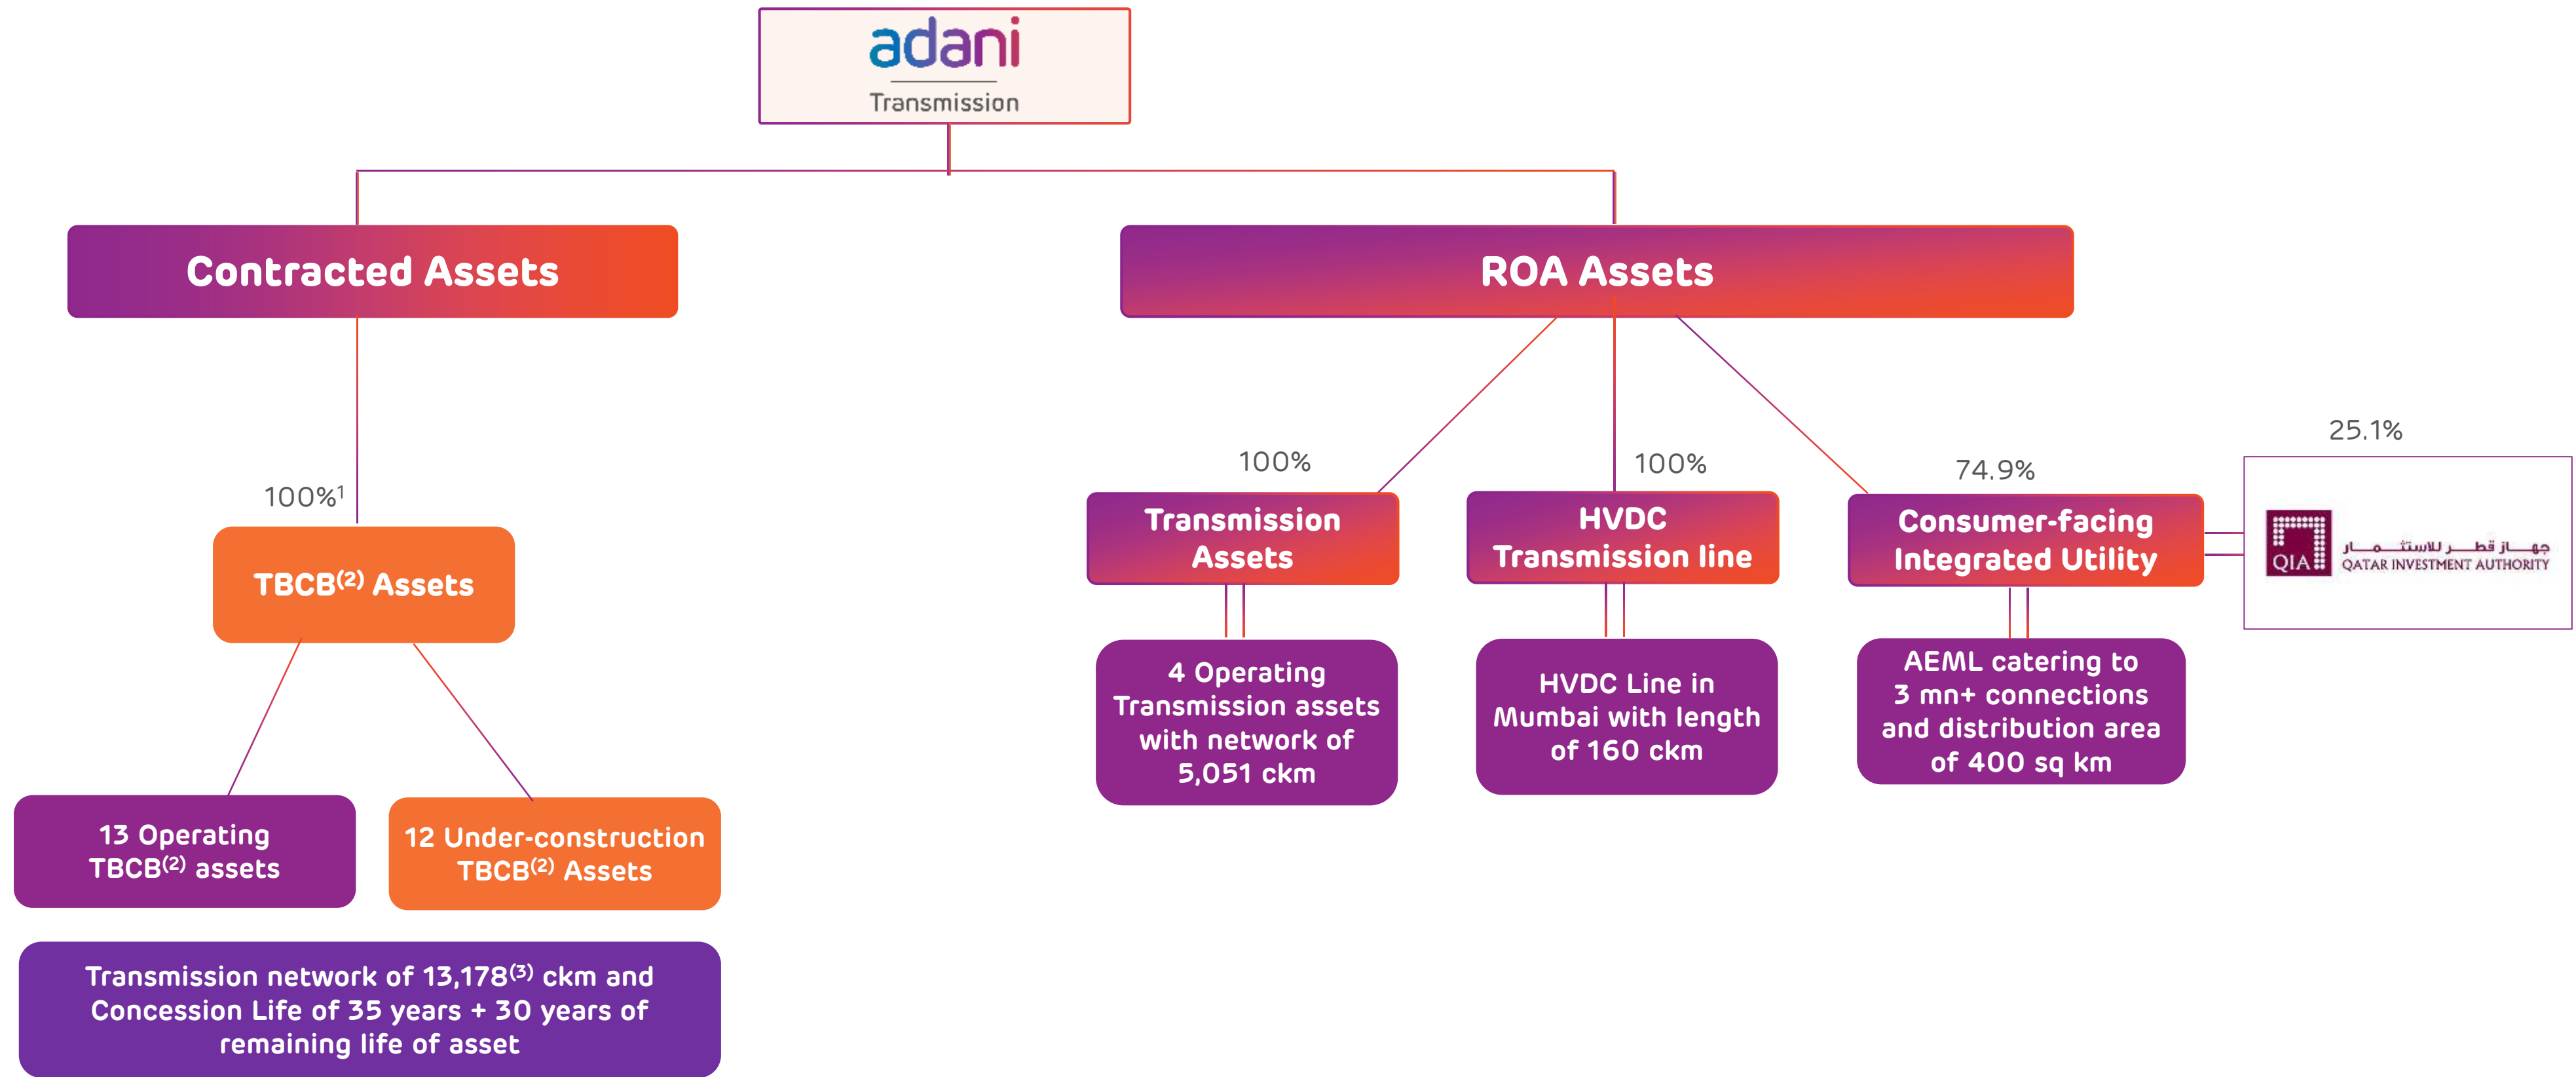 adani
Transmission
Contracted Assets
ROA Assets
100%¹
100%
100%
74.9%
25.1%
TBCB⁽²⁾ Assets
Transmission
Assets
HVDC
Transmission line
Consumer-facing
Integrated Utility
QIA
جهاز قطر للاستثمار
QATAR INVESTMENT AUTHORITY
4 Operating
Transmission assets
with network of
5,051 ckm
HVDC Line in
Mumbai with length
of 160 ckm
AEML catering to
3 mn+ connections
and distribution area
of 400 sq km
13 Operating
TBCB⁽²⁾ assets
12 Under-construction
TBCB⁽²⁾ Assets
Transmission network of 13,178⁽³⁾ ckm and
Concession Life of 35 years + 30 years of
remaining life of asset